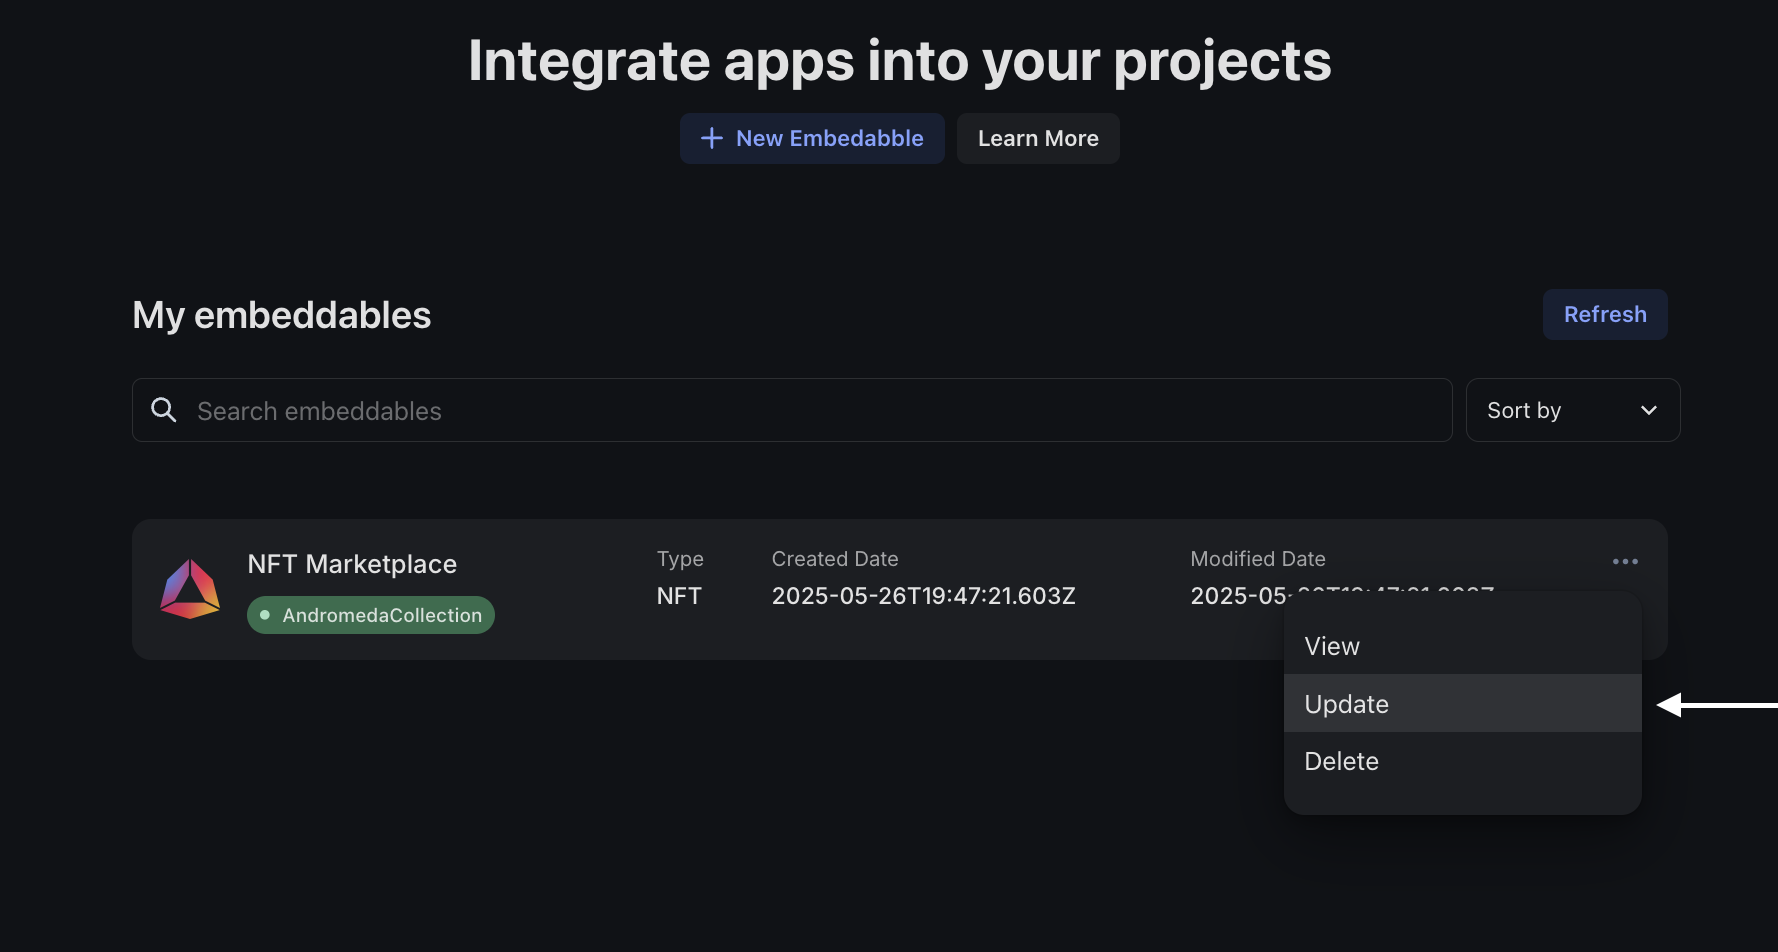 Integrate apps into your projects
New Embedabble
Learn More
My embeddables
Refresh
Search embeddables
Sort by
NFT Marketplace
AndromedaCollection
Type
NFT
Created Date
2025-05-26T19:47:21.603Z
Modified Date
2025-05-
View
Update
Delete